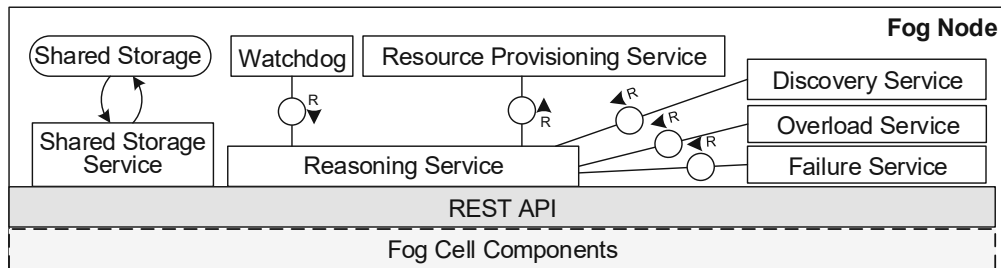 Fog Node
Shared Storage
Watchdog
Resource Provisioning Service
Discovery Service
Overload Service
Failure Service
R
R
R
R
R
Shared Storage
Service
Reasoning Service
REST API
Fog Cell Components